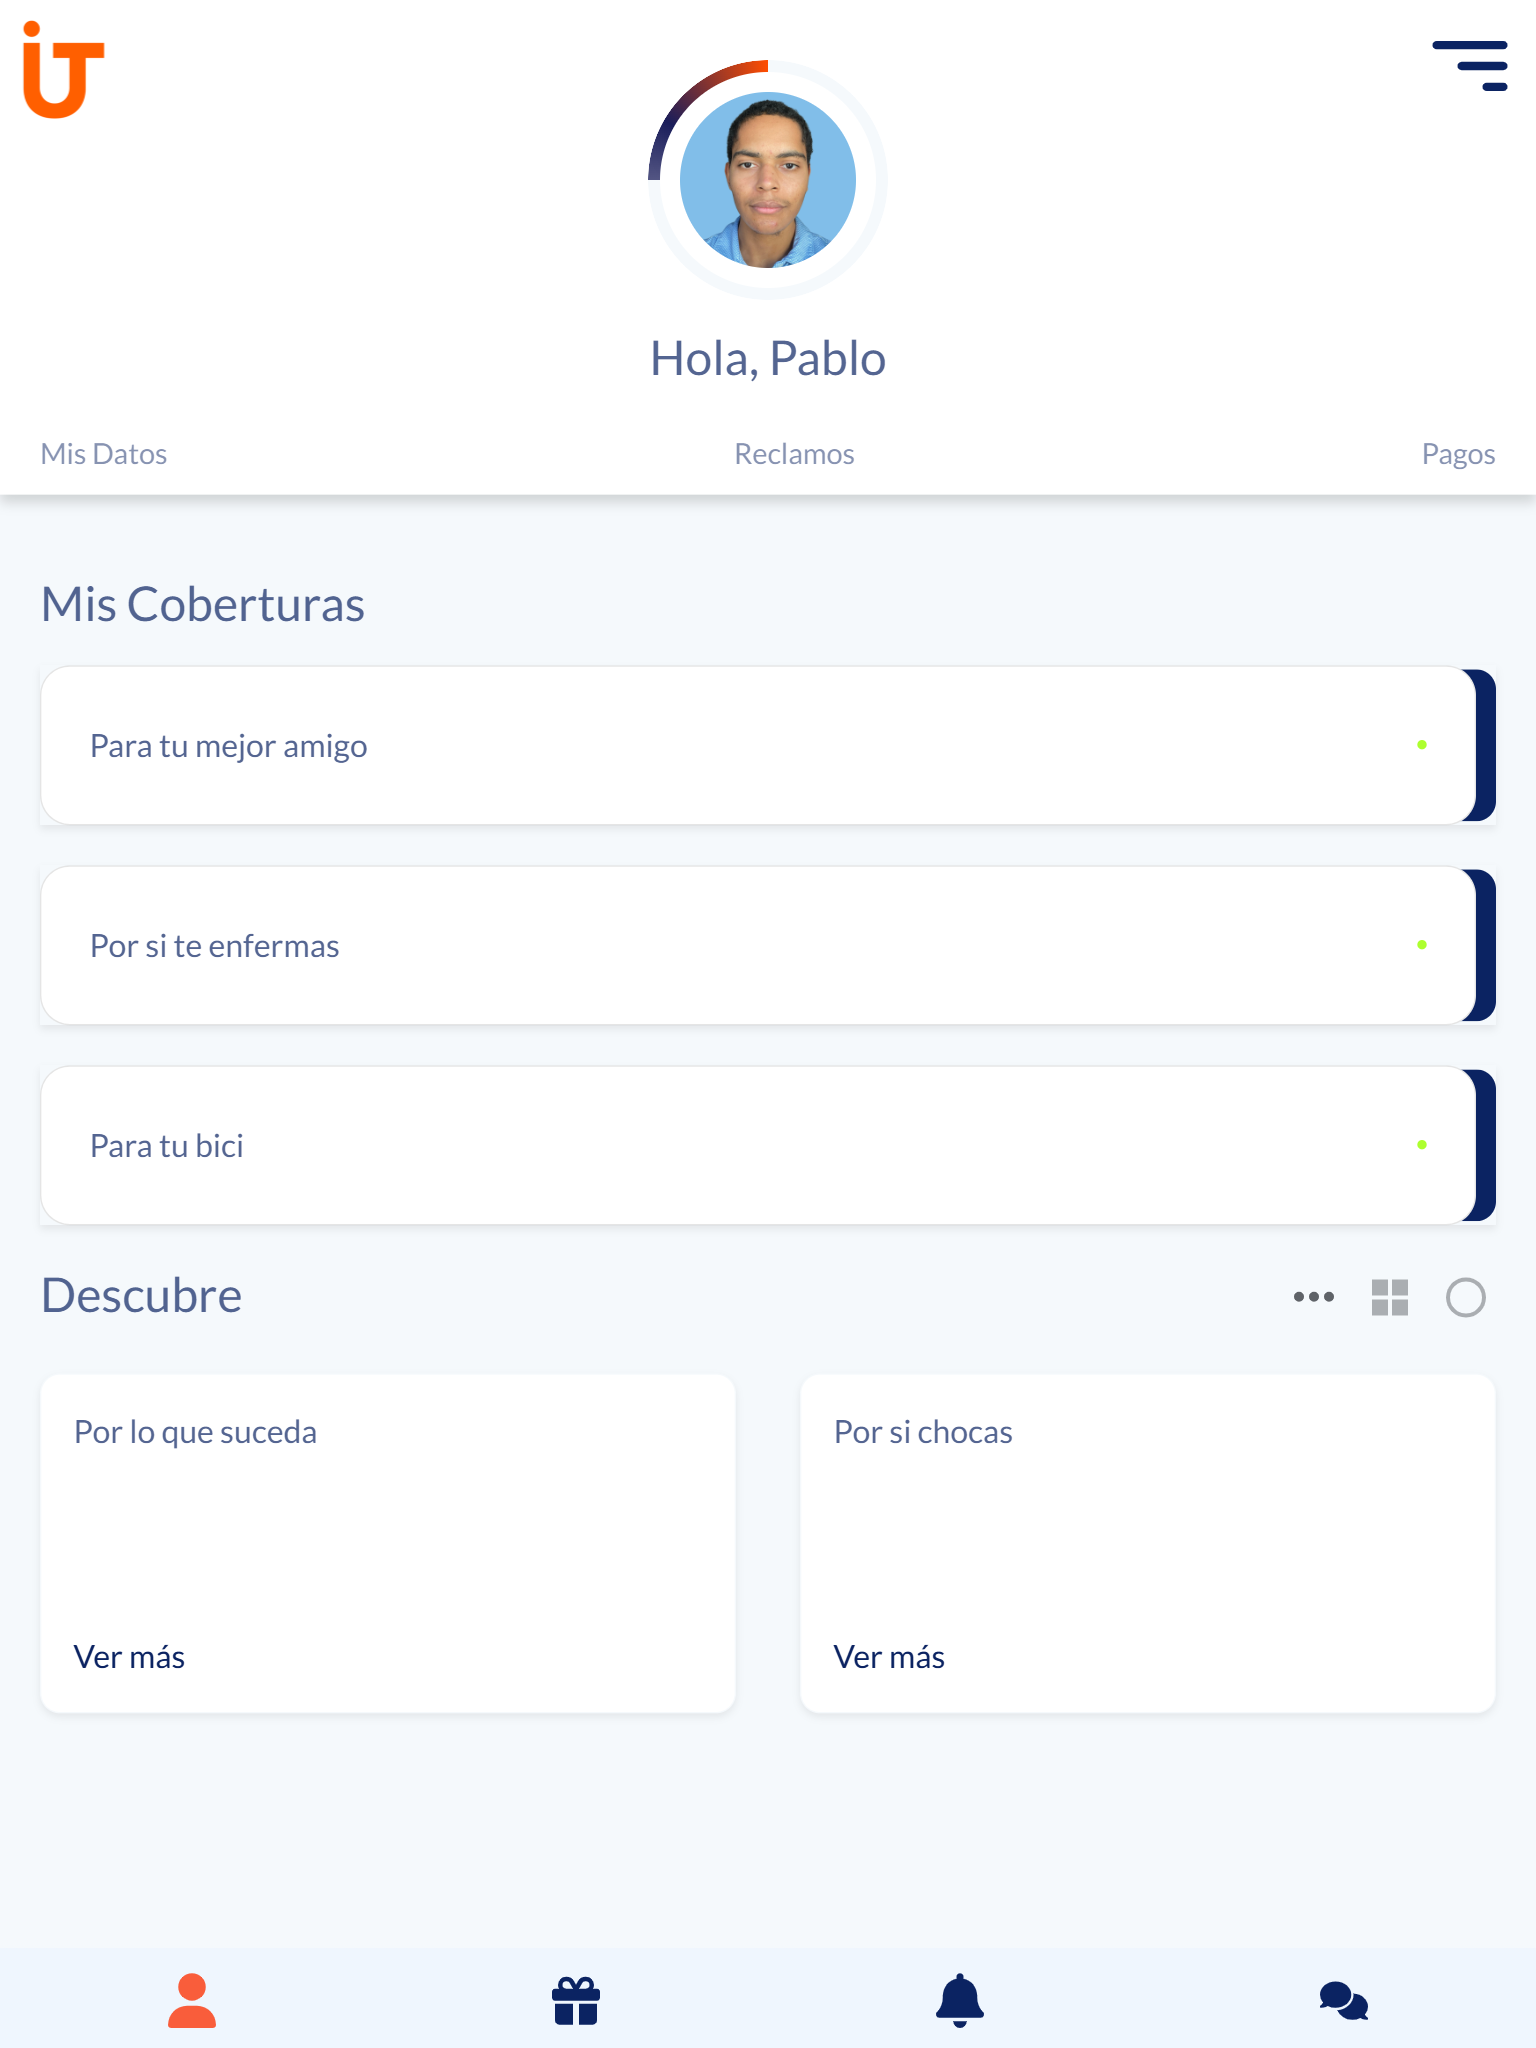 iT
Hola, Pablo
Mis Datos
Reclamos
Pagos
Mis Coberturas
Para tu mejor amigo
Por si te enfermas
Para tu bici
Descubre
Por lo que suceda
Por si chocas
Ver más
Ver más